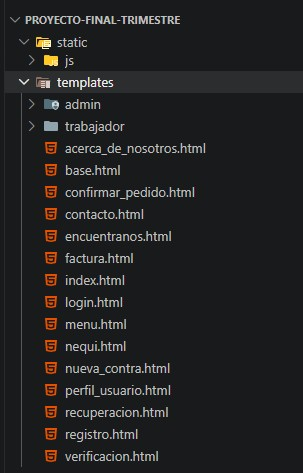 PROYECTO-FINAL-TRIMESTRE
static
js
templates
admin
trabajador
acerca_de_nosotros.html
base.html
confirmar_pedido.html
contacto.html
encuentranos.html
factura.html
index.html
login.html
menu.html
nequi.html
nueva_contra.html
perfil_usuario.html
recuperacion.html
registro.html
verificacion.html